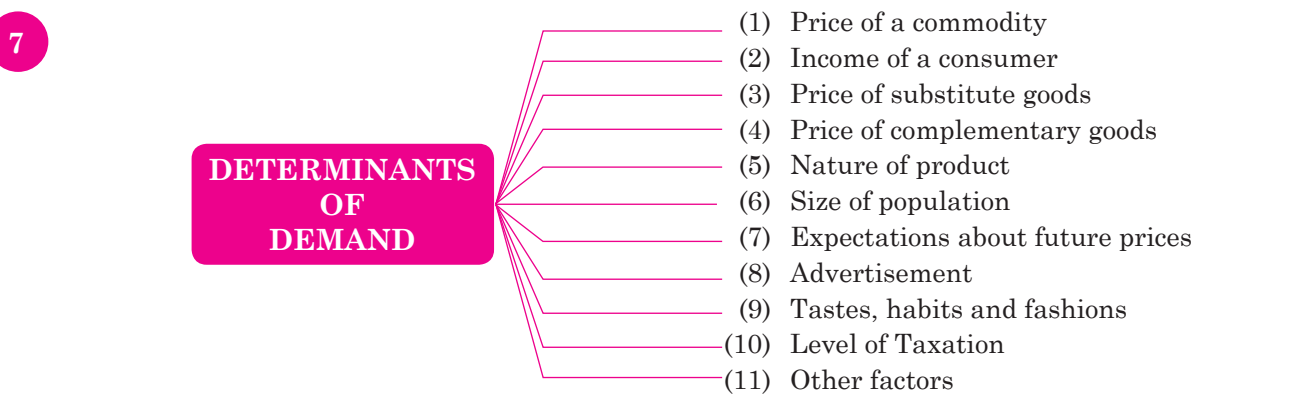 7
DETERMINANTS
OF
DEMAND
(1) Price of a commodity
(2) Income of a consumer
(3) Price of substitute goods
(4) Price of complementary goods
(5) Nature of product
(6) Size of population
(7) Expectations about future prices
(8) Advertisement
(9) Tastes, habits and fashions
(10) Level of Taxation
(11) Other factors